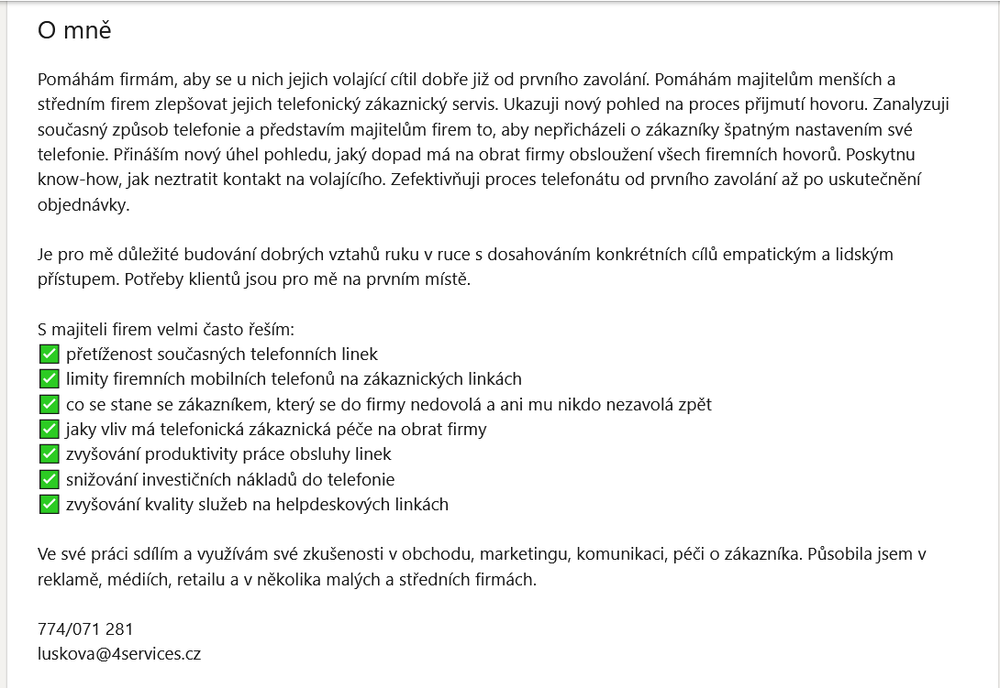 O mně
Pomáhám firmám, aby se u nich jejich volající cítil dobře již od prvního zavolání. Pomáhám majitelům menších a
středním firem zlepšovat jejich telefonický zákaznický servis. Ukazuji nový pohled na proces přijmutí hovoru. Zanalyzuji
současný způsob telefonie a představím majitelům firem to, aby nepřicházeli o zákazníky špatným nastavením své
telefonie. Přináším nový úhel pohledu, jaký dopad má na obrat firmy obsloužení všech firemních hovorů. Poskytnu
know-how, jak neztratit kontakt na volajícího. Zefektivňuji proces telefonátu od prvního zavolání až po uskutečnění
objednávky.
Je pro mě důležité budování dobrých vztahů ruku v ruce s dosahováním konkrétních cílů empatickým a lidským
přístupem. Potřeby klientů jsou pro mě na prvním místě.
S majiteli firem velmi často řeším:
✅ přetíženost současných telefonních linek
✅ limity firemních mobilních telefonů na zákaznických linkách
✅ co se stane se zákazníkem, který se do firmy nedovolá a ani mu nikdo nezavolá zpět
✅ jaky vliv má telefonická zákaznická péče na obrat firmy
✅ zvyšování produktivity práce obsluhy linek
✅ snižování investičních nákladů do telefonie
✅ zvyšování kvality služeb na helpdeskových linkách
Ve své práci sdílím a využívám své zkušenosti v obchodu, marketingu, komunikaci, péči o zákazníka. Působila jsem v
reklamě, médiích, retailu a v několika malých a středních firmách.
774/071 281
luskova@4services.cz